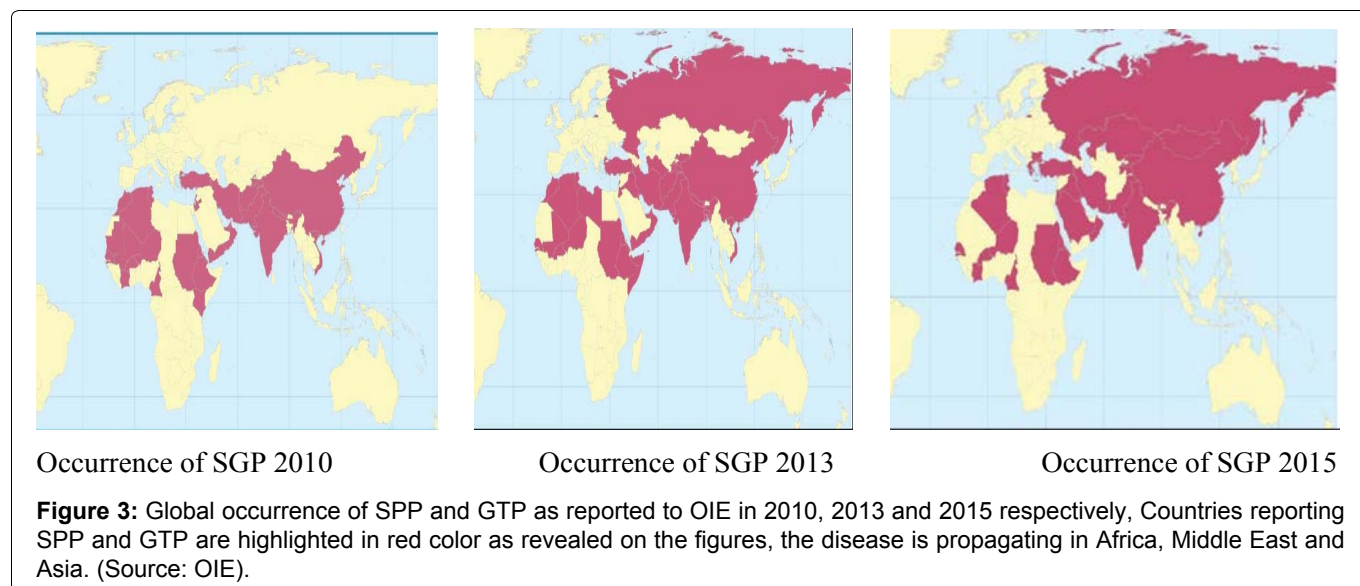 Occurrence of SGP 2010
Occurrence of SGP 2013
Occurrence of SGP 2015
Figure 3: Global occurrence of SPP and GTP as reported to OIE in 2010, 2013 and 2015 respectively, Countries reporting
SPP and GTP are highlighted in red color as revealed on the figures, the disease is propagating in Africa, Middle East and
Asia. (Source: OIE).